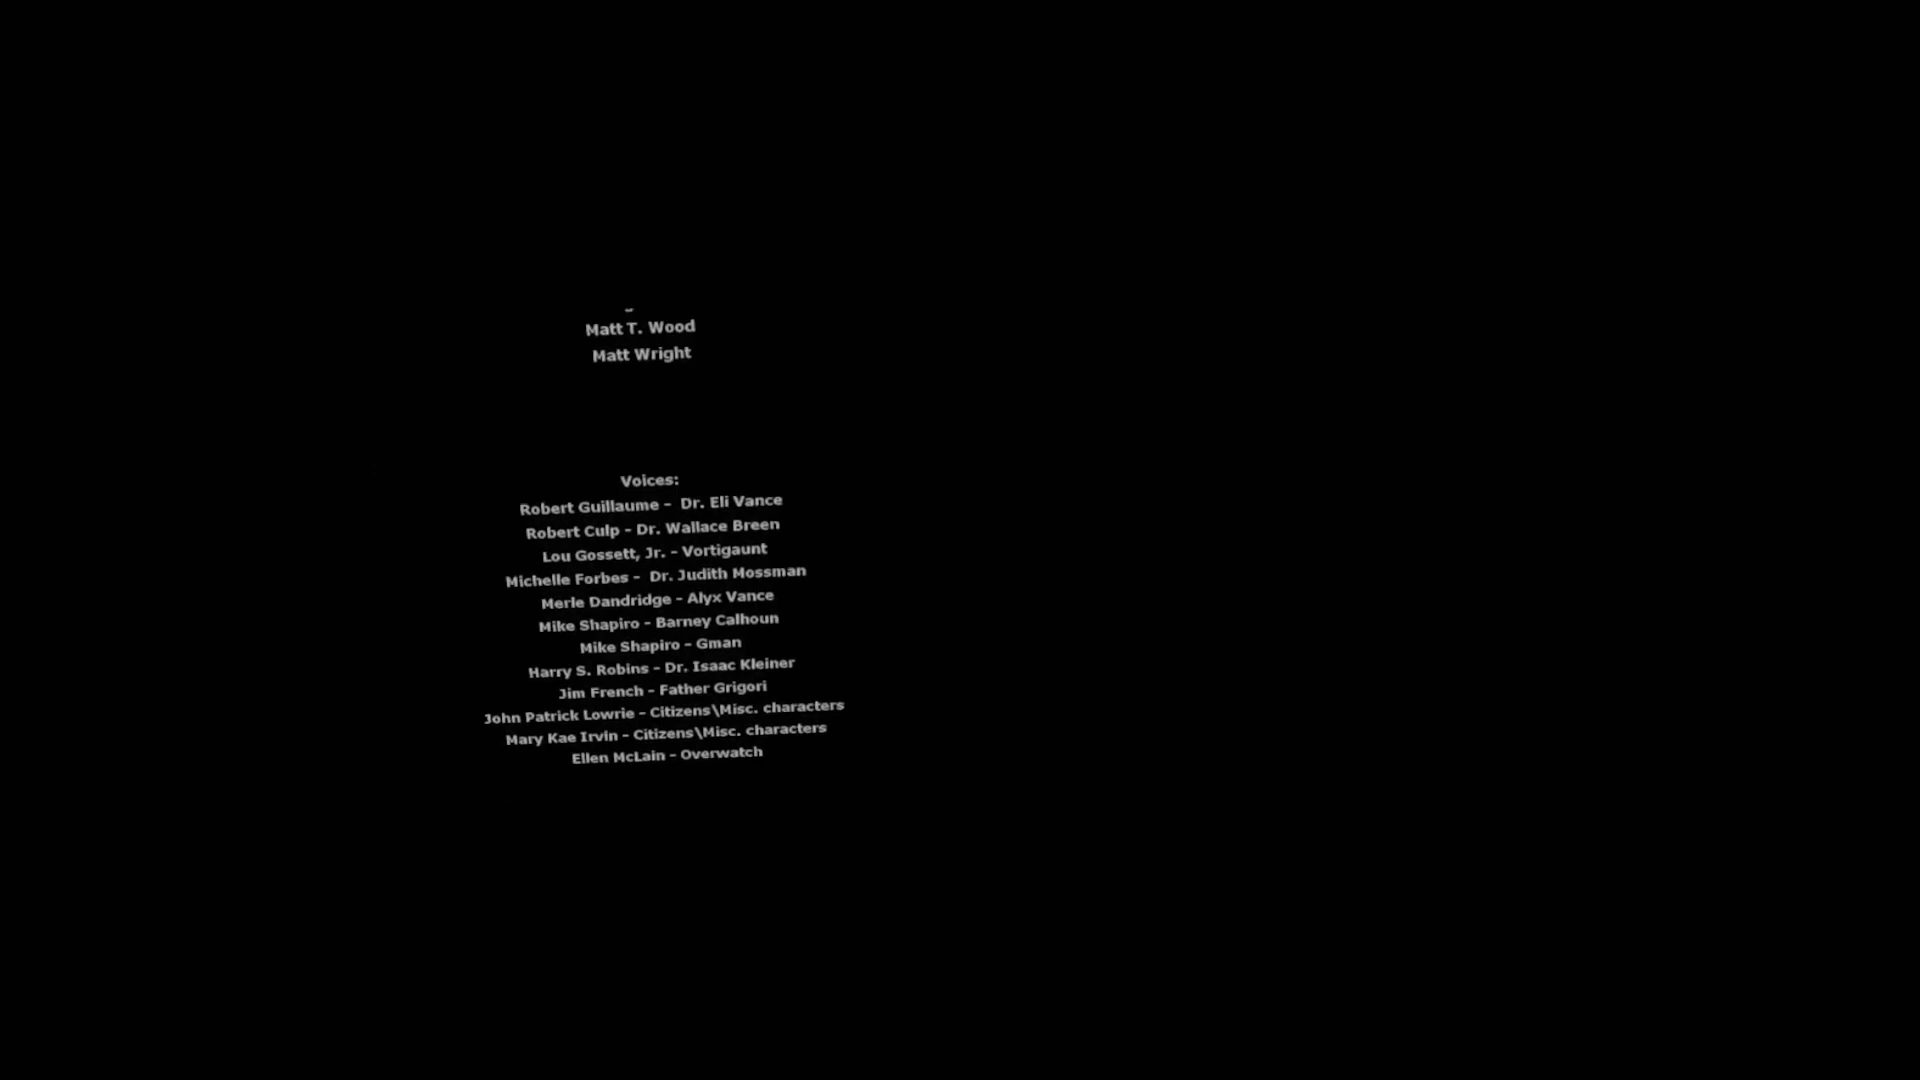 Matt T. Wood
Matt Wright
Voices:
Robert Guillaume - Dr. Eli Vance
Robert Culp - Dr. Wallace Breen
Lou Gossett, Jr. - Vortigaunt
Michelle Forbes - Dr. Judith Mossman
Merle Dandridge - Alyx Vance
Mike Shapiro - Barney Calhoun
Mike Shapiro - Gman
Harry S. Robins - Dr. Isaac Kleiner
Jim French - Father Grigori
John Patrick Lowrie - Citizens\Misc. characters
Mary Kae Irvin - Citizens\Misc. characters
Ellen McLain - Overwatch